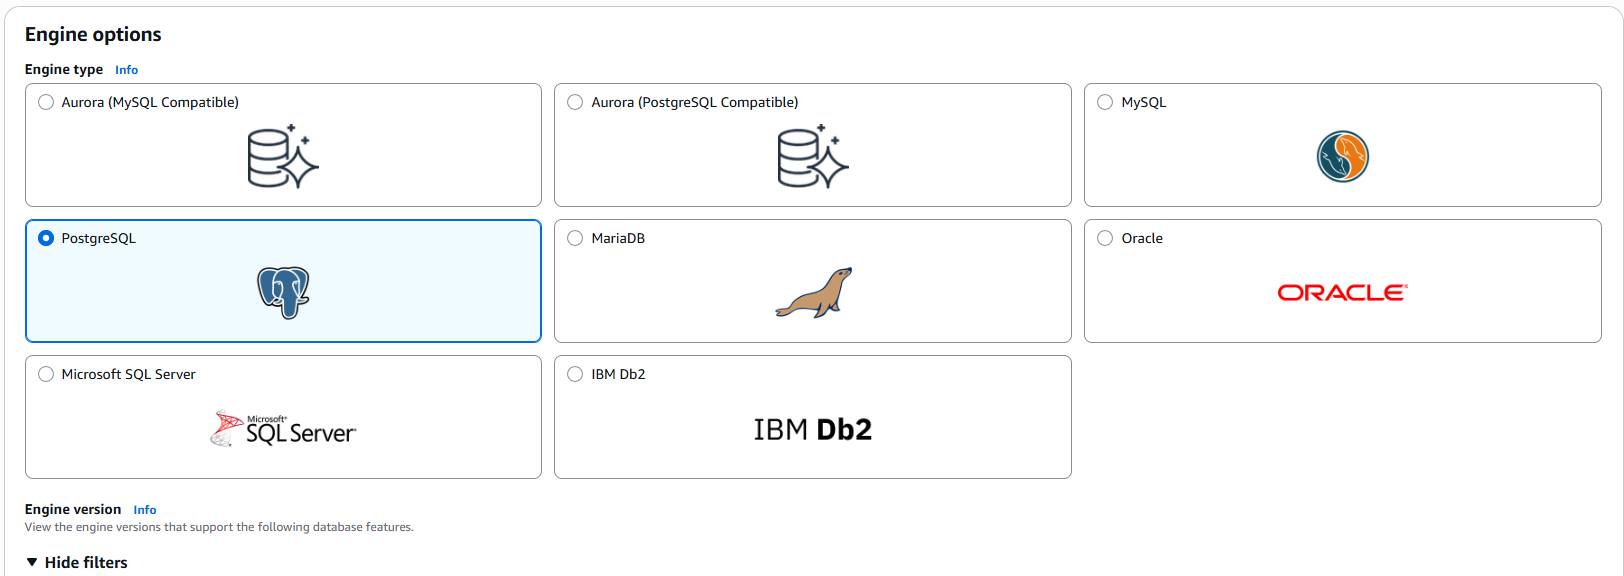 Engine options
Engine type Info
Aurora (MySQL Compatible)
Aurora (PostgreSQL Compatible)
MySQL
PostgreSQL
MariaDB
Oracle
ORACLE®
Microsoft SQL Server
Microsoft®
SQL Server®
IBM Db2
IBM Db2
Engine version Info
View the engine versions that support the following database features.
Hide filters